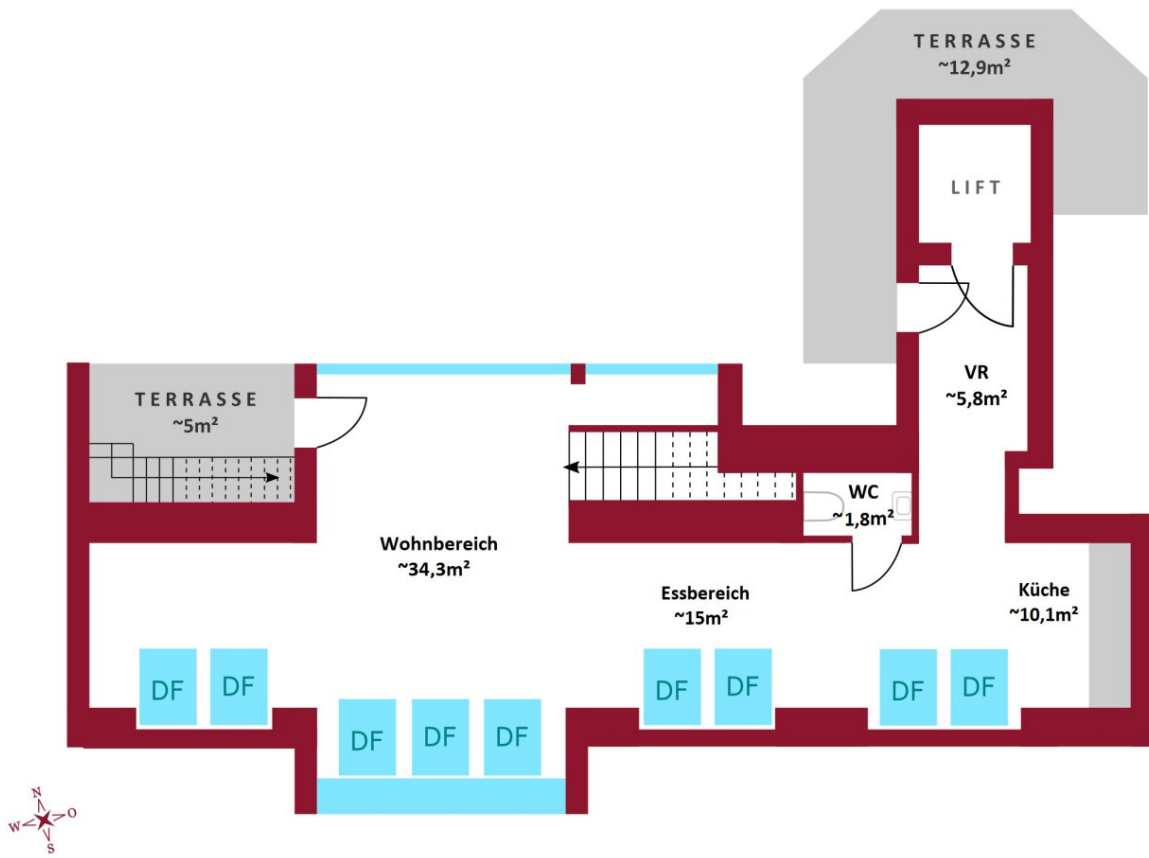 TERRASSE
~12,9m²
LIFT
VR
~5,8m²
TERRASSE
~5m²
WC
~1,8m²
Wohnbereich
~34,3m²
Essbereich
~15m²
Küche
~10,1m²
DF
DF
DF
DF
DF
DF
DF
DF
DF
N
W
O
S